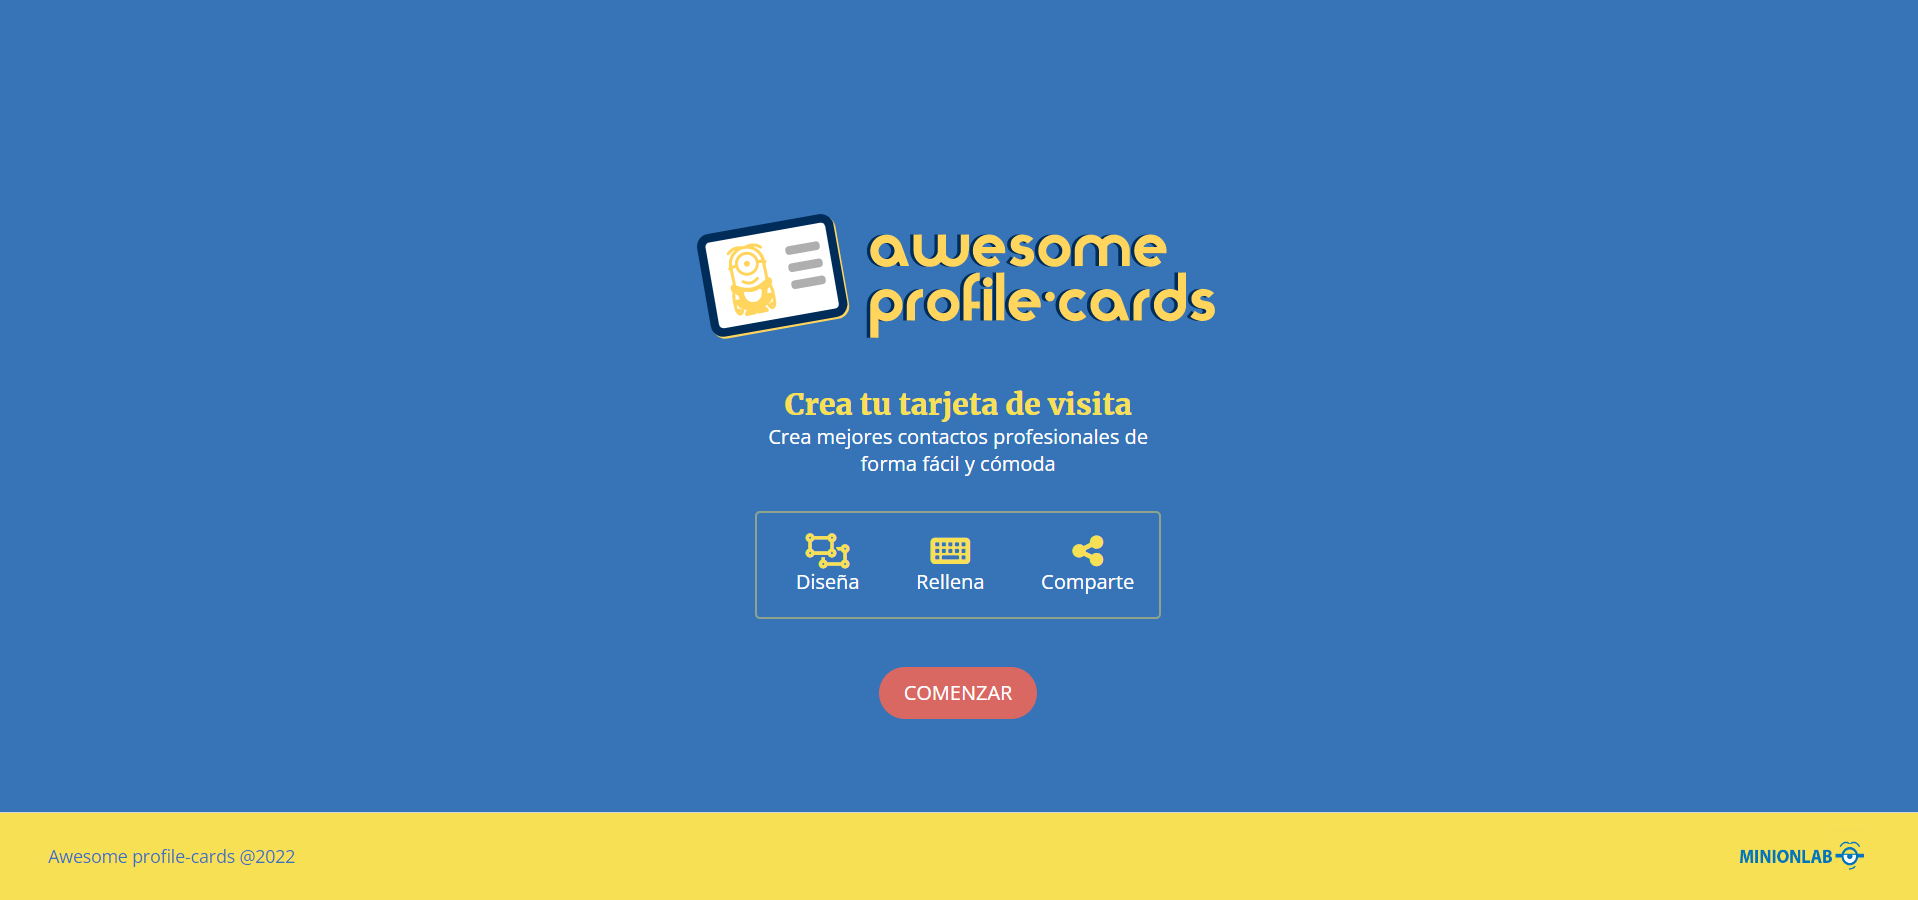 awesome
profile·cards
Crea tu tarjeta de visita
Crea mejores contactos profesionales de
forma fácil y cómoda
Diseña Rellena Comparte
COMENZAR
Awesome profile-cards @2022 MINIONLAB